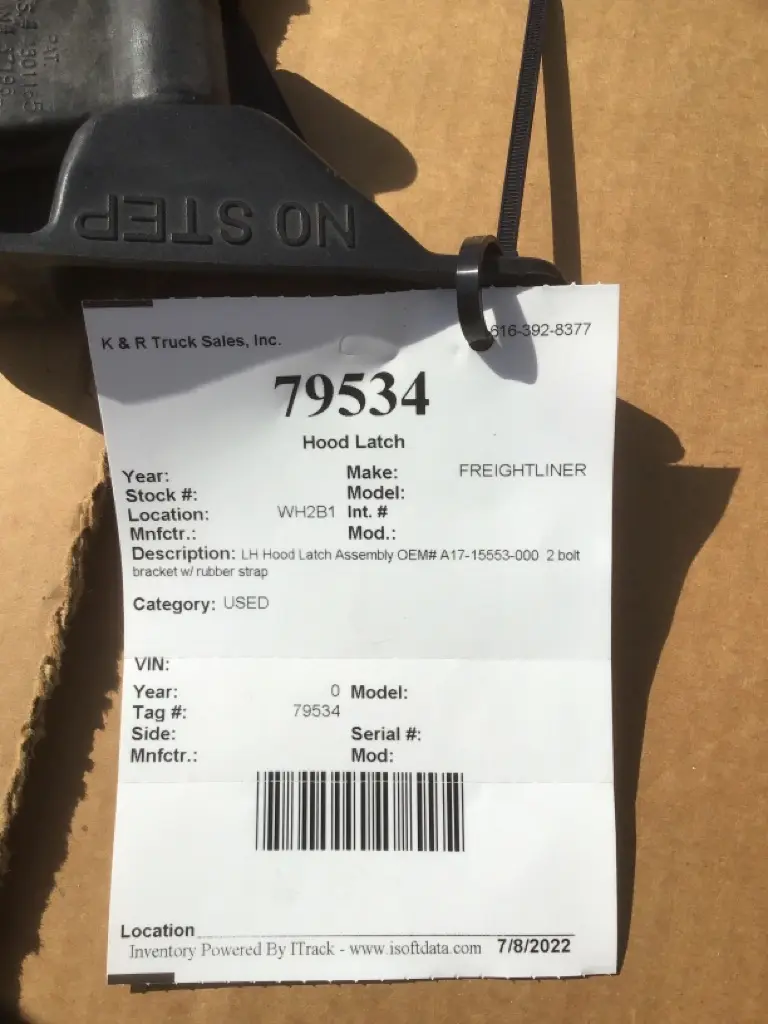 PAT.
NO STEP
K & R Truck Sales, Inc. 616-392-8377
79534
Hood Latch
Year: Make: FREIGHTLINER
Stock #: Model:
Location: WH2B1 Int. #
Mnfctr.: Mod.:
Description: LH Hood Latch Assembly OEM# A17-15553-000 2 bolt
bracket w/ rubber strap
Category: USED
VIN:
Year: 0 Model:
Tag #: 79534
Side: Serial #:
Mnfctr.: Mod:
Location
Inventory Powered By ITrack - www.isoftdata.com 7/8/2022